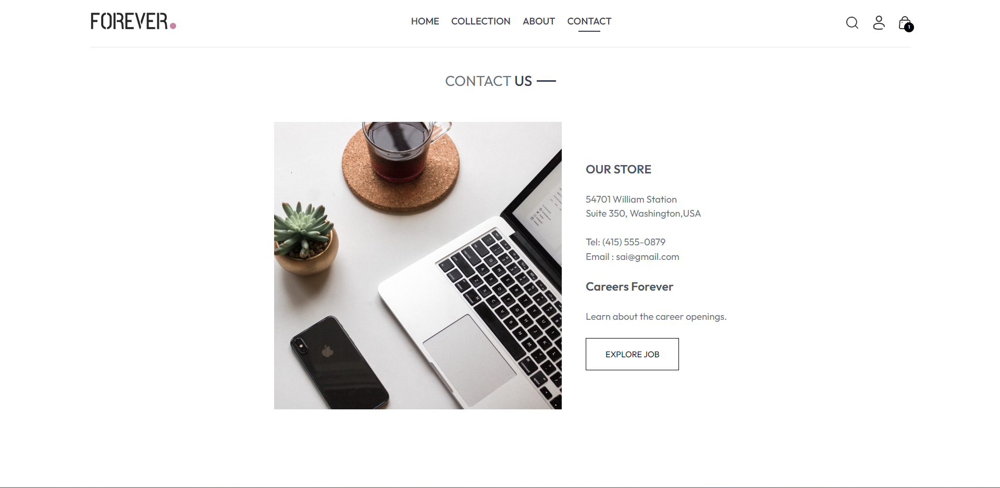 FOREVER.
HOME COLLECTION ABOUT CONTACT
1
CONTACT US
OUR STORE
54701 William Station
Suite 350, Washington,USA
Tel: (415) 555-0879
Email : sai@gmail.com
Careers Forever
Learn about the career openings.
EXPLORE JOB